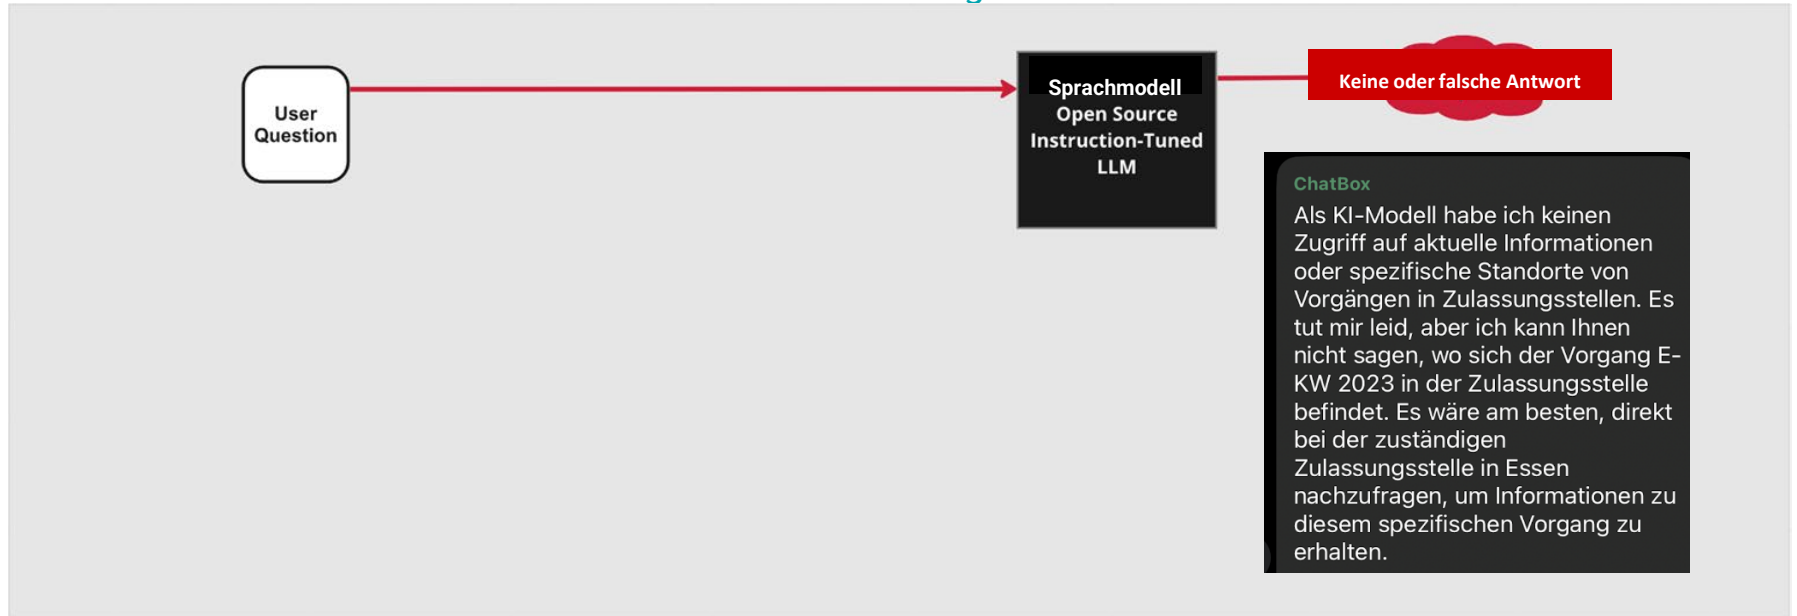 User
Question
Sprachmodell
Open Source
Instruction-Tuned
LLM
Keine oder falsche Antwort
ChatBox
Als KI-Modell habe ich keinen
Zugriff auf aktuelle Informationen
oder spezifische Standorte von
Vorgängen in Zulassungsstellen. Es
tut mir leid, aber ich kann Ihnen
nicht sagen, wo sich der Vorgang E-
KW 2023 in der Zulassungsstelle
befindet. Es wäre am besten, direkt
bei der zuständigen
Zulassungsstelle in Essen
nachzufragen, um Informationen zu
diesem spezifischen Vorgang zu
erhalten.